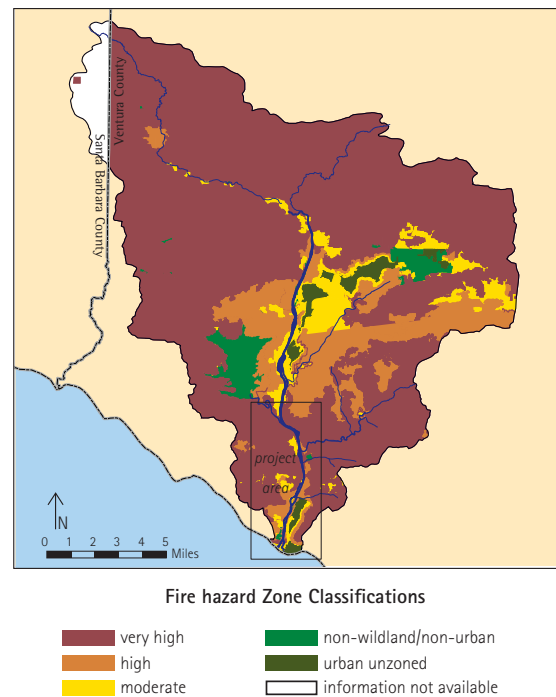 Ventura County
Santa Barbara County
project
area
N
0 1 2 3 4 5
Miles
Fire hazard Zone Classifications
very high
high
moderate
non-wildland/non-urban
urban unzoned
information not available